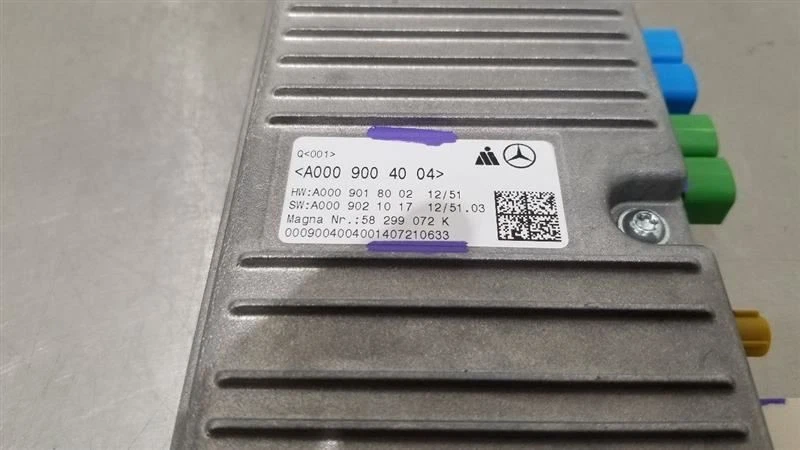 Q<001>
<A000 900 40 04>
HW:A000 901 80 02 12/51
SW:A000 902 10 17 12/51.03
Magna Nr.:58 299 072 K
0009004004001407210633